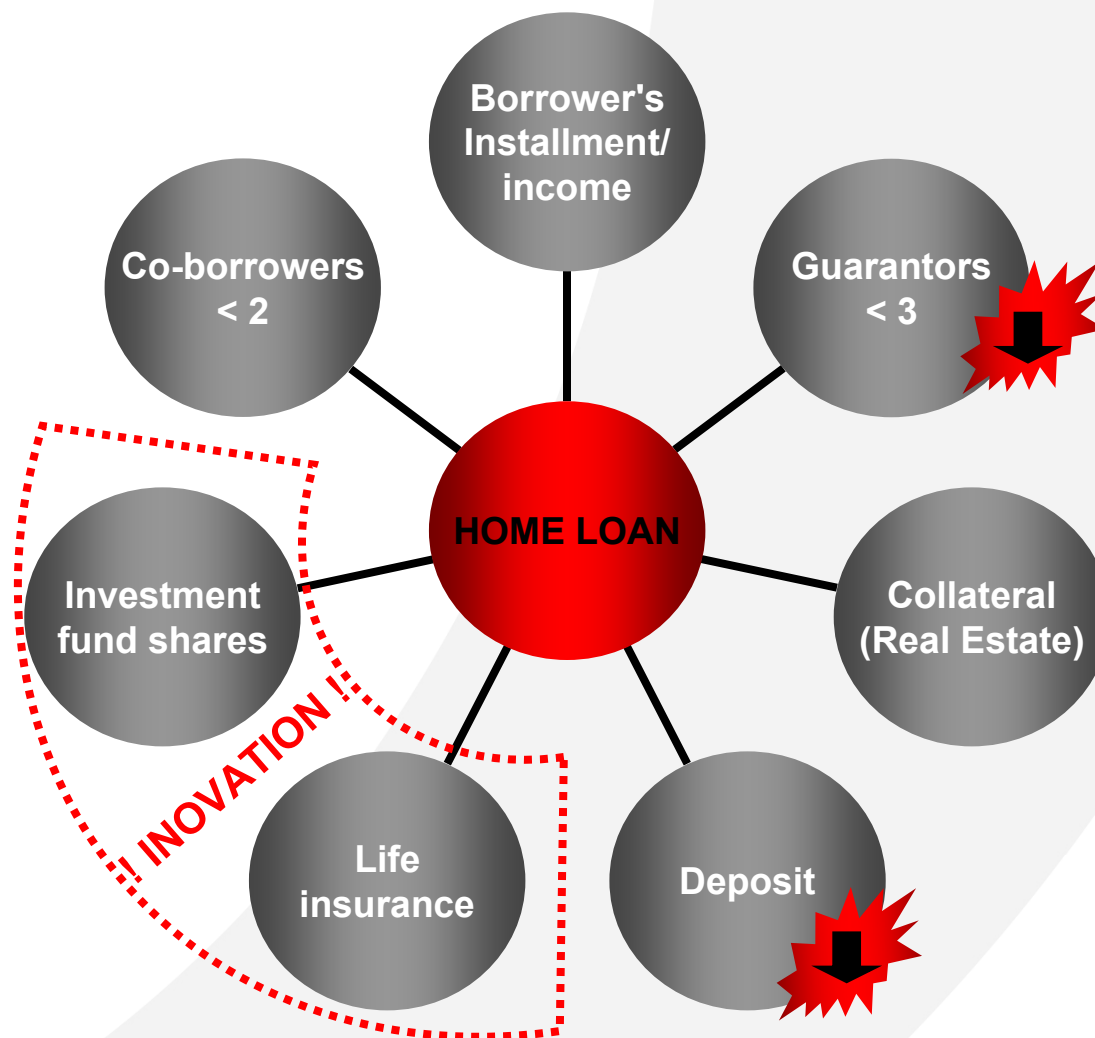 Borrower's
Installment/
income
Co-borrowers
< 2
Guarantors
< 3
HOME LOAN
Investment
fund shares
Collateral
(Real Estate)
! INOVATION !
Life
insurance
Deposit